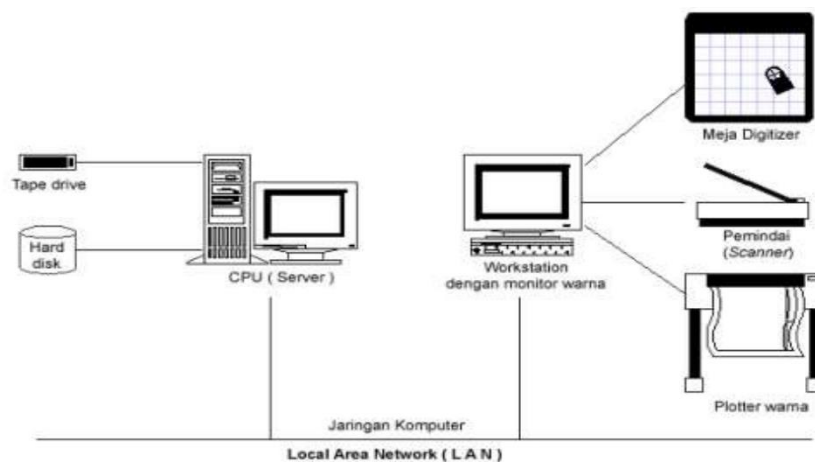 Meja Digitizer
Tape drive
Hard
disk
CPU ( Server )
Workstation
dengan monitor warna
Pemindai
(Scanner)
Plotter warna
Jaringan Komputer
Local Area Network ( L A N )